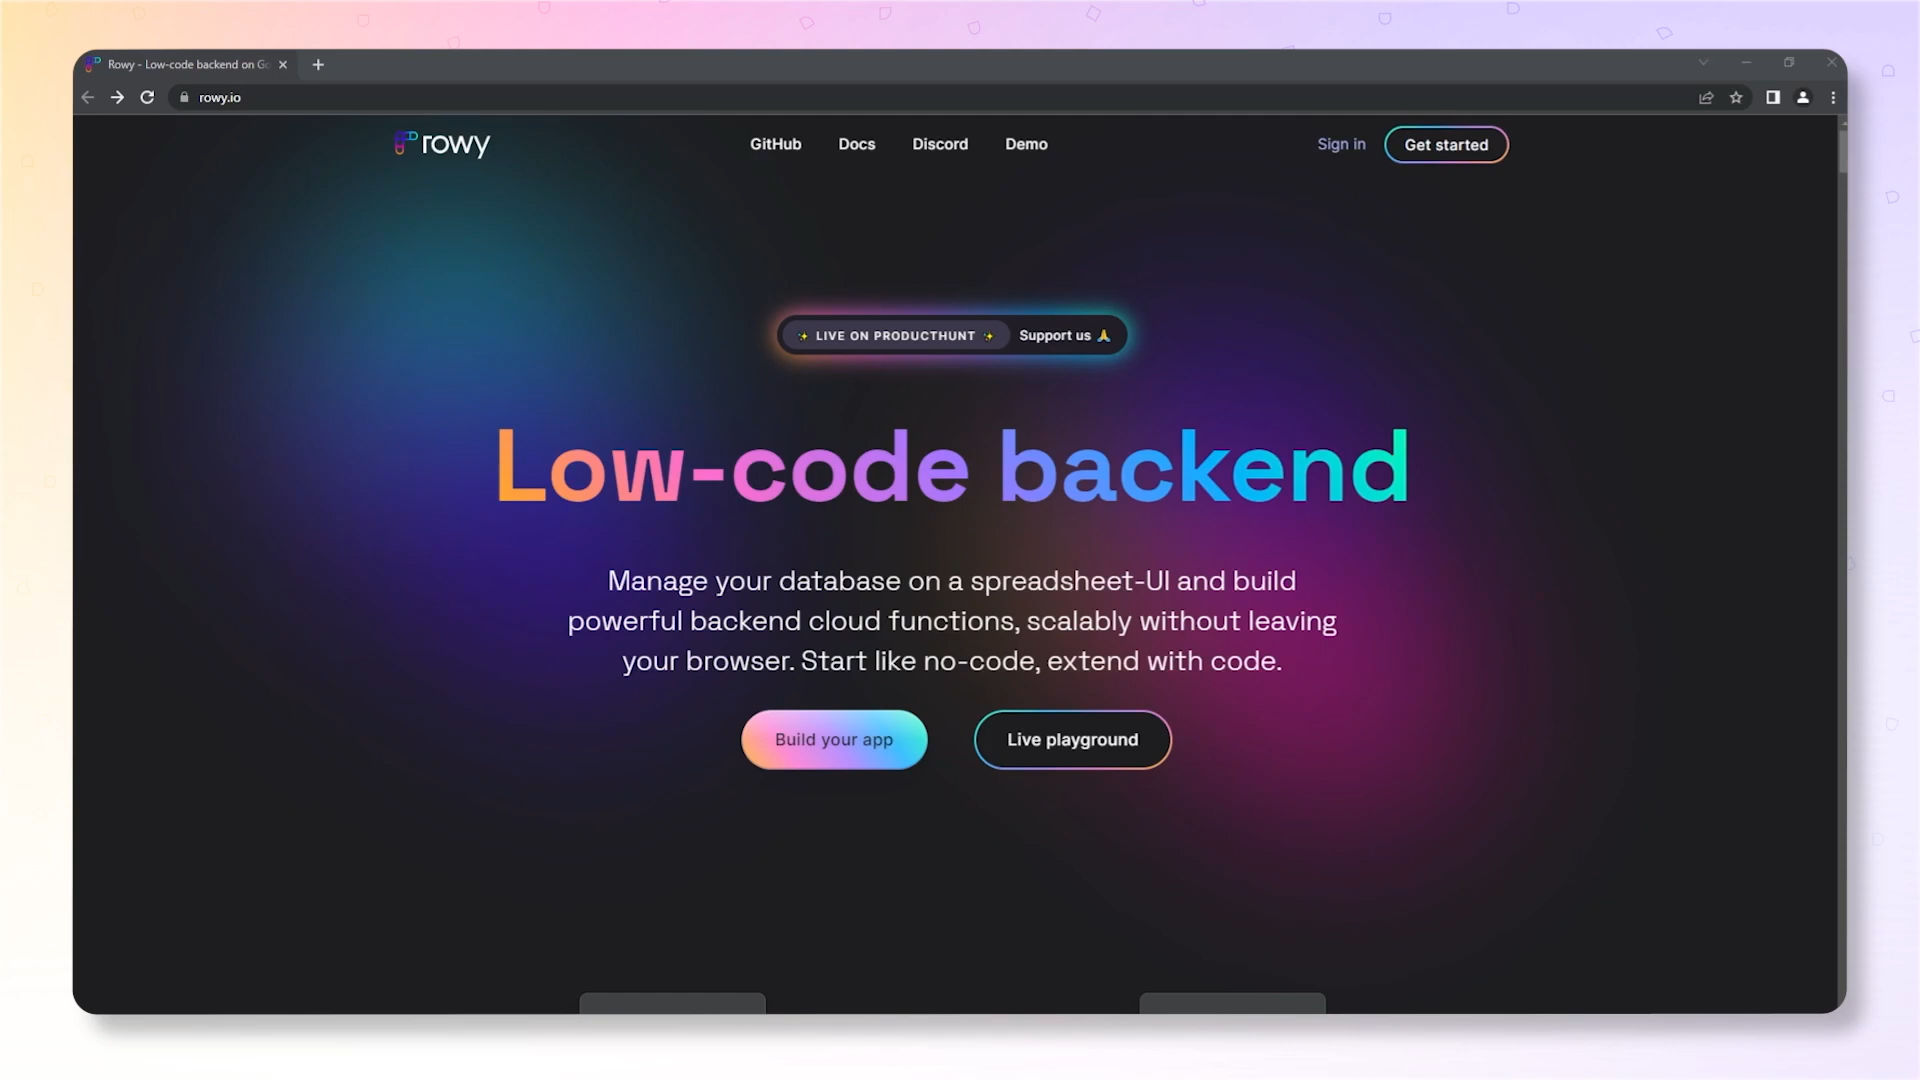 Rowy - Low-code backend on Go
rowy.io
rowy
GitHub
Docs
Discord
Demo
Sign in
Get started
✨ LIVE ON PRODUCTHUNT ✨ Support us 🙏
Low-code backend
Manage your database on a spreadsheet-UI and build
powerful backend cloud functions, scalably without leaving
your browser. Start like no-code, extend with code.
Build your app
Live playground